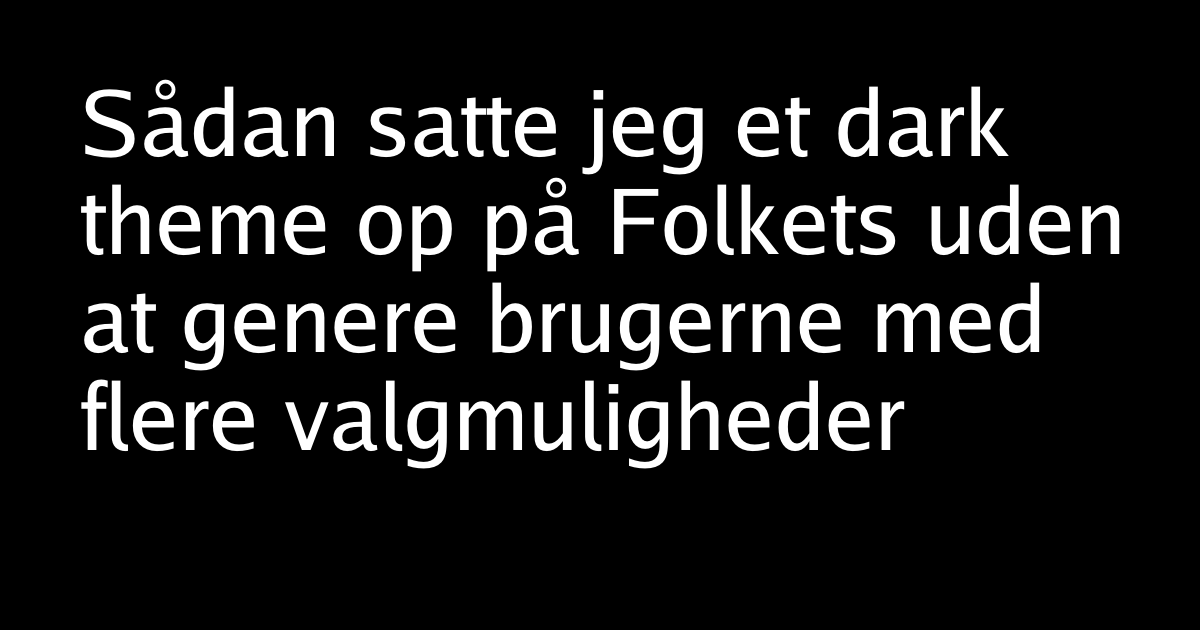 Sådan satte jeg et dark
theme op på Folkets uden
at genere brugerne med
flere valgmuligheder